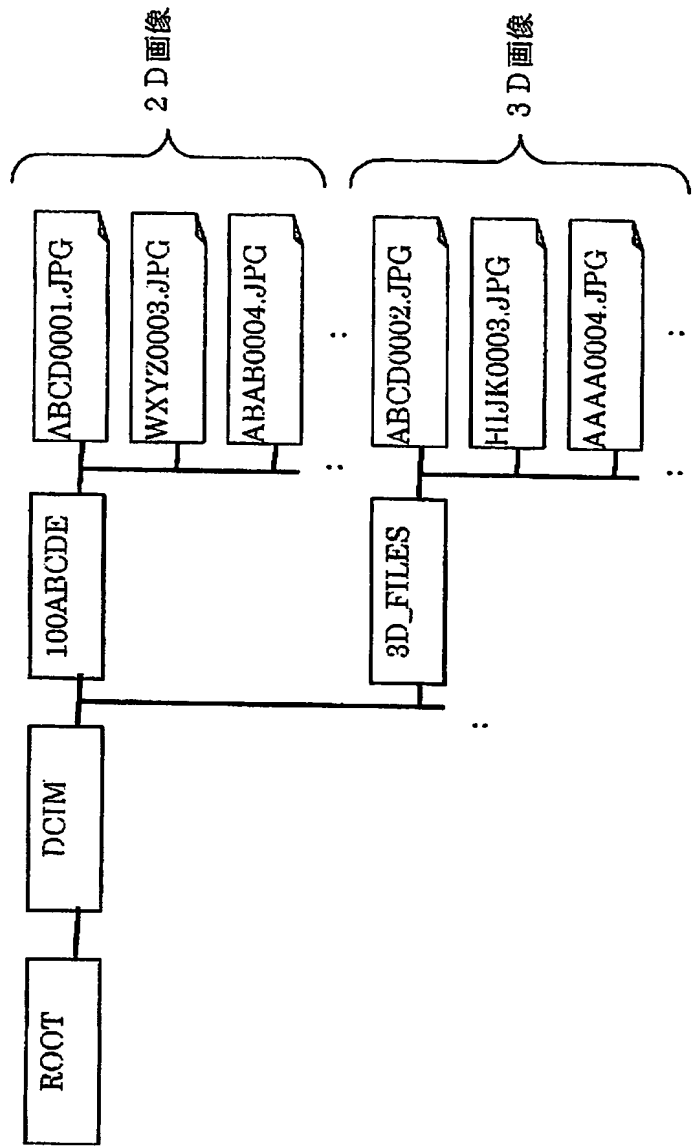 ROOT
DCIM
100ABCDE
ABCD0001.JPG
WXYZ0003.JPG
ABAB0004.JPG
2D画像
3D_FILES
ABCD0002.JPG
HIJK0003.JPG
AAAA0004.JPG
3D画像